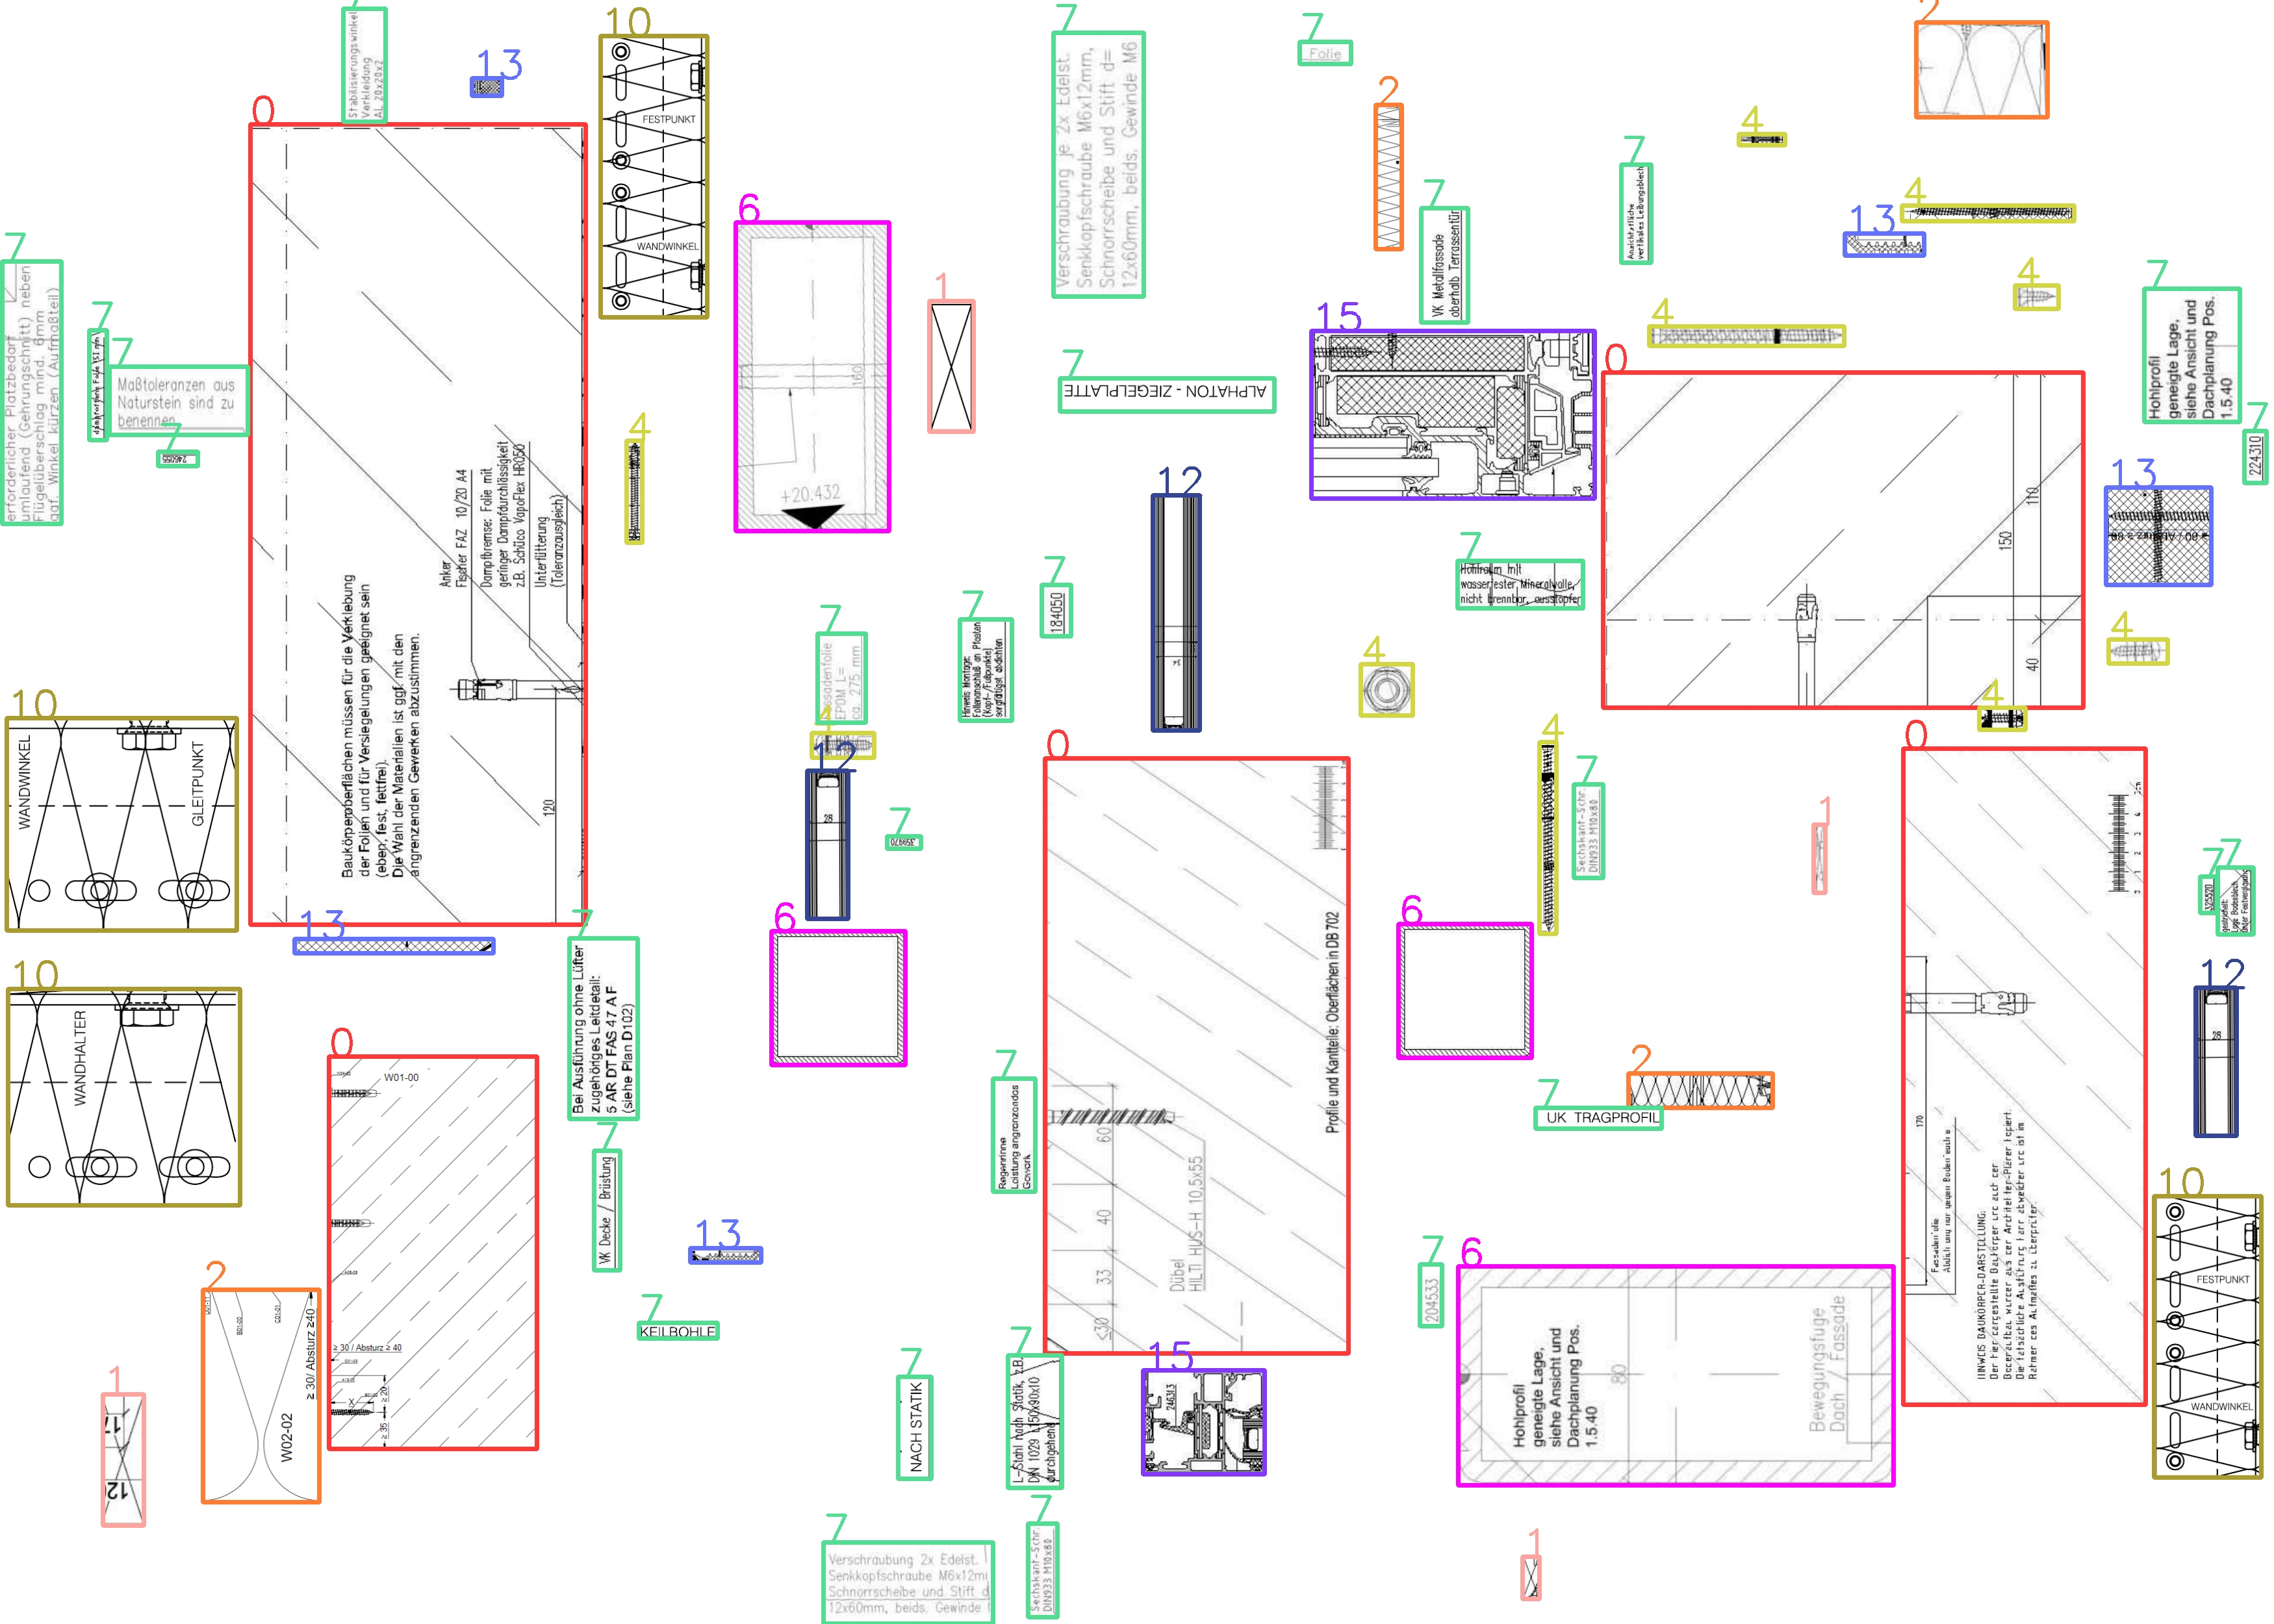 7
Stabilisierungswinkel
Verkleidung
AL 20x20x2
13
10
FESTPUNKT
WANDWINKEL
7
Verschraubung je 2x Edelst.
Senkkopfschraube M6x12mm,
Schnorrscheibe und Stift d=
12x60mm, beids. Gewinde M6
7
Folie
2
2
4
7
Ansichtsfläche
vertikales Leibungsblech
4
13
4
7
Hohlprofil
geneigte Lage,
siehe Ansicht und
Dachplanung Pos.
1.5.40
7
224310
0
7
erforderlicher Platzbedarf
umlaufend (Gehrungschnitt) neben
Flügelüberschlag mind. 6mm
ggf. Winkel kürzen (Aufmaßteil)
7
7
Maßtoleranzen aus
Naturstein sind zu
benennen
7
246055
Anker
Fischer FAZ 10/20 A4
Dampfbremse: Folie mit
geringer Dampfdurchlässigkeit
z.B. Schüco VapoFlex HR050
Unterfütterung
(Toleranzausgleich)
Baukörperoberflächen müssen für die Verklebung
der Folien und für Versiegelungen geeignet sein
(eben, fest, fettfrei).
Die Wahl der Materialien ist ggf. mit den
angrenzenden Gewerken abzustimmen.
120
4
6
160
+20.432
1
7
ALPHATON - ZIEGELPLATTE
7
VK Metallfassade
oberhalb Terrassentür
15
4
0
110
150
40
13
4
4
7
Hohlraum mit
wasserfester Mineralwolle,
nicht brennbar, ausstopfen
12
7
184050
7
Hinweis Montage:
Folienanschluß an Pfosten
(Kopf-/Fußpunkte)
sorgfältigst abdichten
7
EPDM L=
ca. 275 mm
4
12
28
7
359970
4
4
7
Sechskant-Schr.
DIN933 M10x80
10
WANDWINKEL
GLEITPUNKT
10
WANDHALTER
13
7
Bei Ausführung ohne Lüfter
zugehöriges Leitdetail:
5 AR DT FAS 47 A F
(siehe Plan D102)
7
VK Decke / Brüstung
0
W01-00
≥ 30 / Absturz ≥ 40
X
≥ 20
≥ 35
2
≥ 30/ Absturz ≥40
W02-02
1
12
6
13
7
KEILBOHLE
7
NACH STATIK
7
Verschraubung 2x Edelst.
Senkkopfschraube M6x12m
Schnorrscheibe und Stift d
12x60mm, beids. Gewinde
7
Sechskant-Schr.
DIN933 M10x80
7
L-Stahl nach Statik, z.B.
DIN 1029 L150x90x10
durchgehend
7
Regenrinne
Leistung angrenzendes
Gewerk
0
Profile und Kantteile: Oberflächen in DB 702
60
40
33
≤30
Dübel
HILTI HUS-H 10,5x55
15
246313
6
2
7
UK TRAGPROFIL
7
204533
6
Hohlprofil
geneigte Lage,
siehe Ansicht und
Dachplanung Pos.
1.5.40
80
Bewegungsfuge
Dach / Fassade
1
1
0
170
HINWEIS BAUKÖRPER-DARSTELLUNG:
7
325520
7
12
28
10
FESTPUNKT
WANDWINKEL